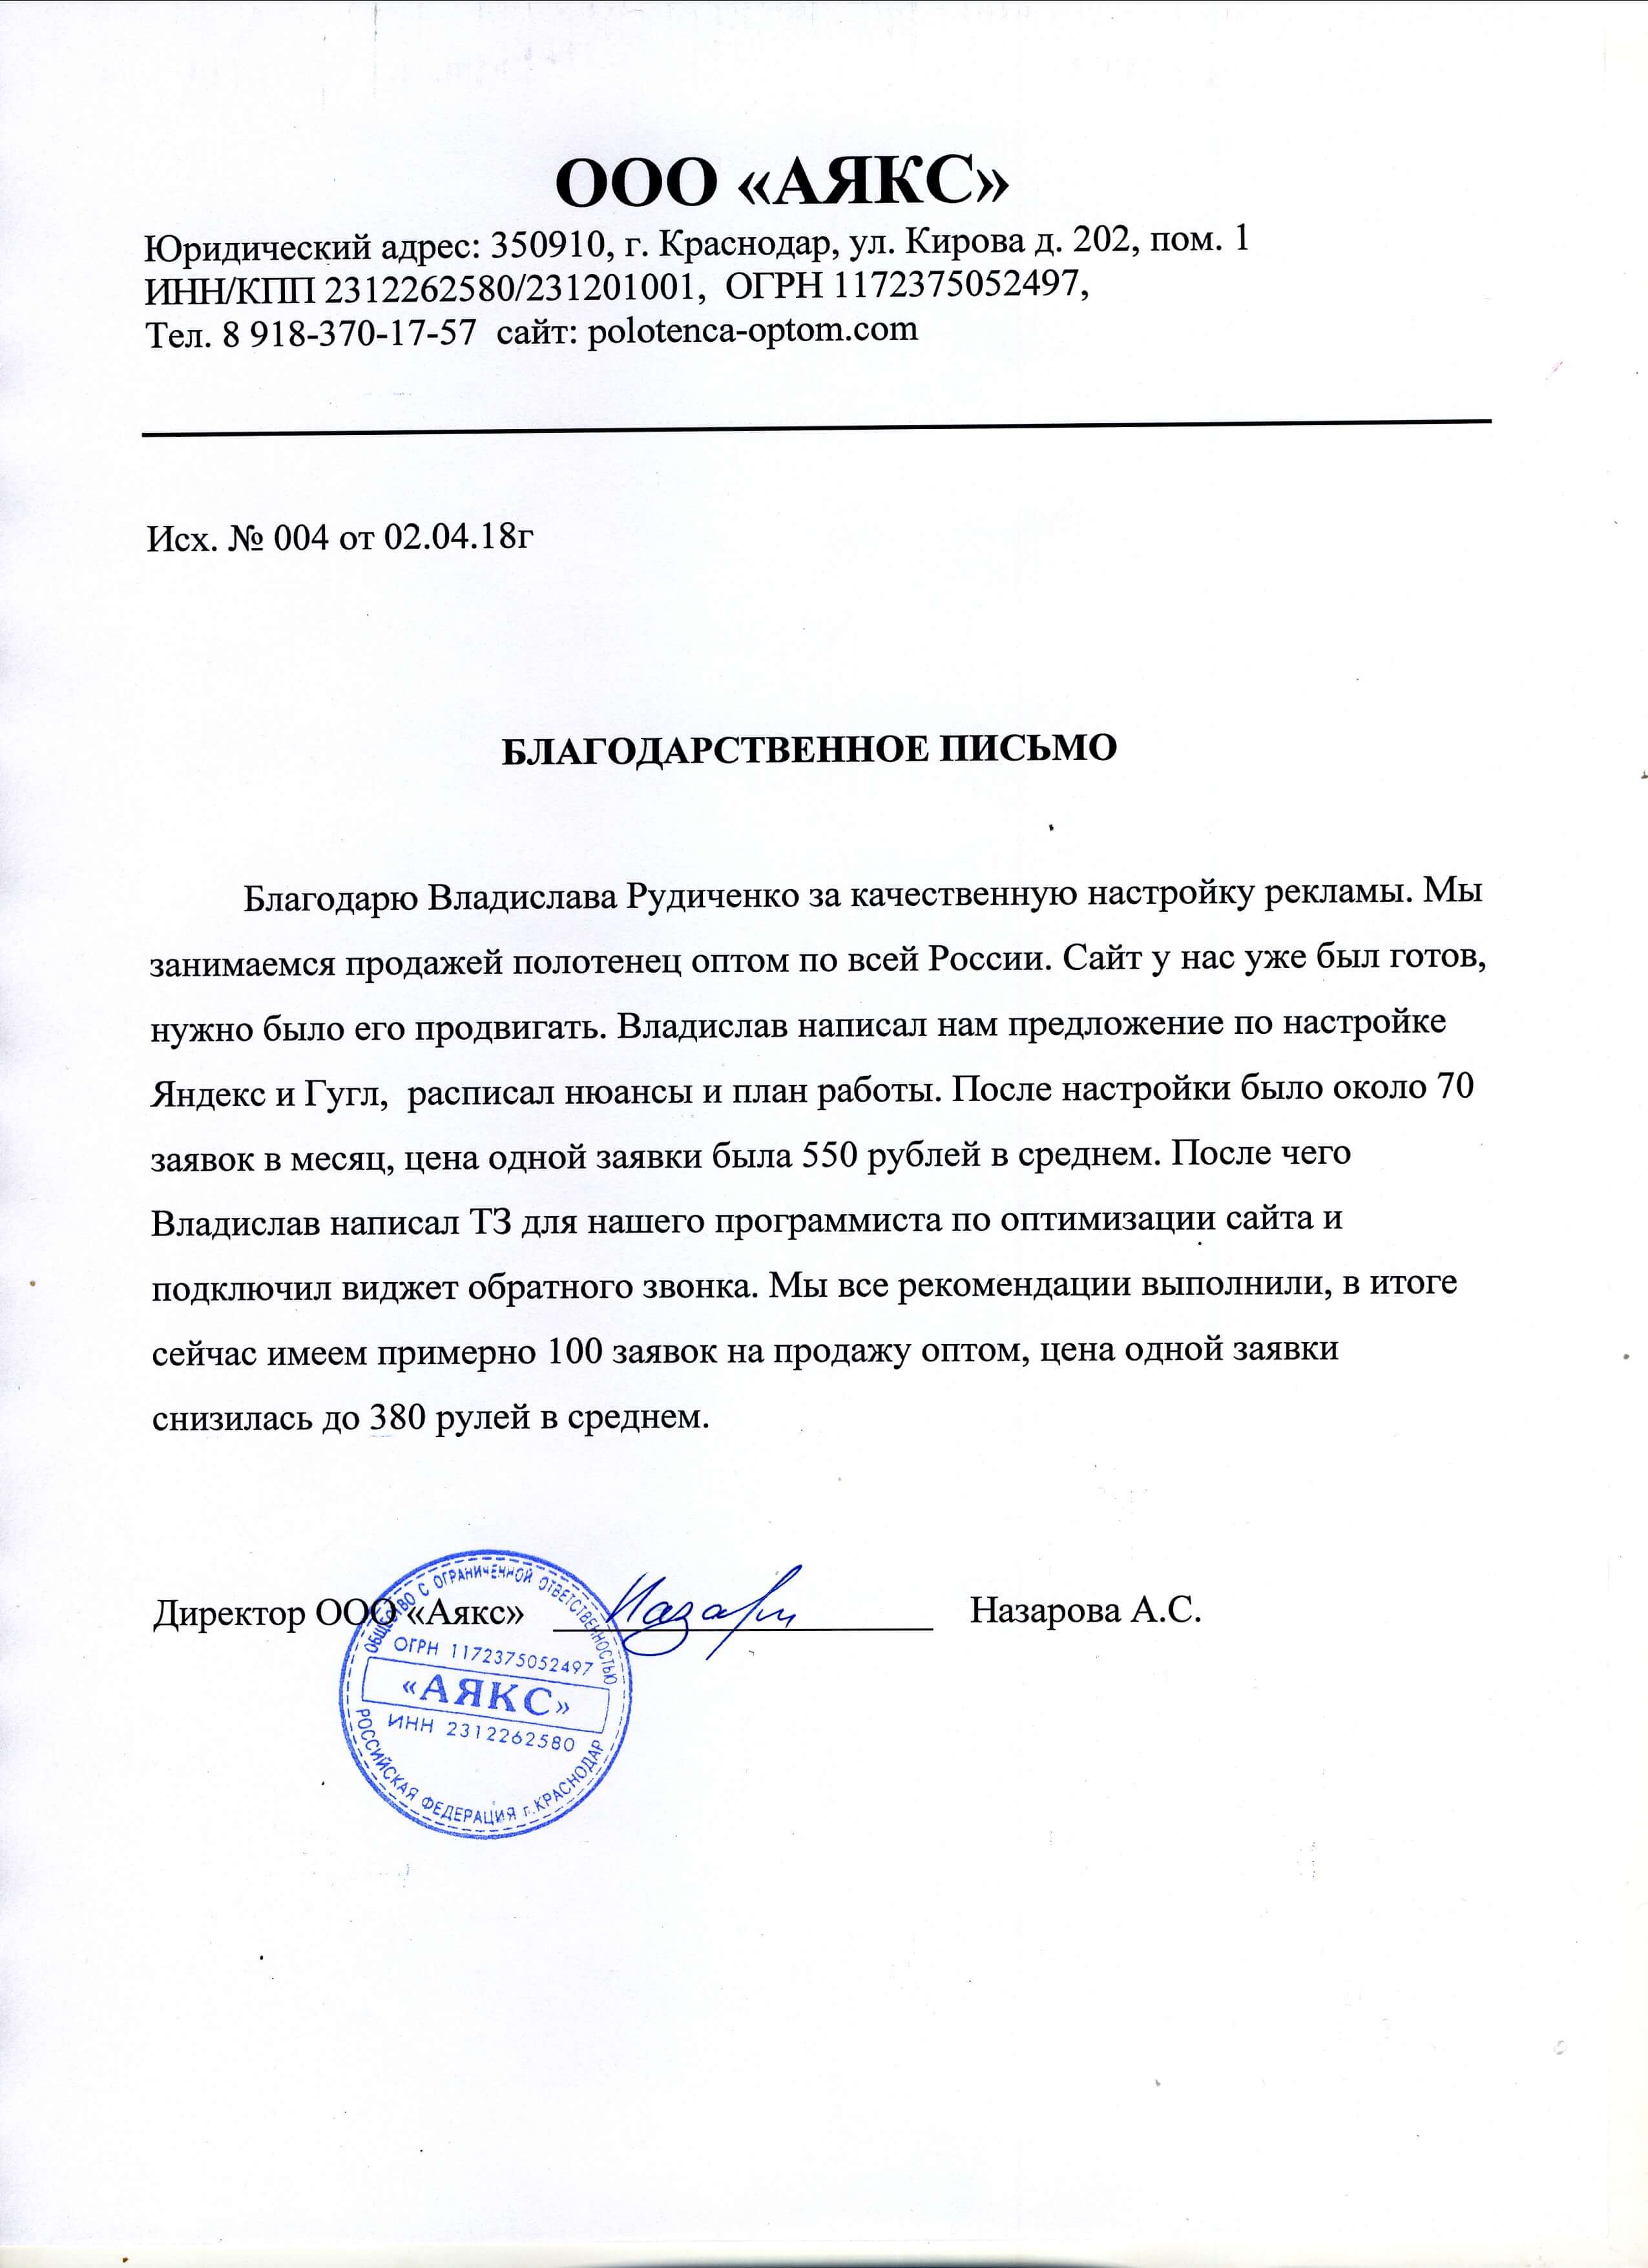 ООО «АЯКС»
Юридический адрес: 350910, г. Краснодар, ул. Кирова д. 202, пом. 1
ИНН/КПП 2312262580/231201001,  ОГРН 1172375052497,
Тел. 8 918-370-17-57  сайт: polotenca-optom.com
Исх. № 004 от 02.04.18г
БЛАГОДАРСТВЕННОЕ ПИСЬМО
Благодарю Владислава Рудиченко за качественную настройку рекламы. Мы
занимаемся продажей полотенец оптом по всей России. Сайт у нас уже был готов,
нужно было его продвигать. Владислав написал нам предложение по настройке
Яндекс и Гугл,  расписал нюансы и план работы. После настройки было около 70
заявок в месяц, цена одной заявки была 550 рублей в среднем. После чего
Владислав написал ТЗ для нашего программиста по оптимизации сайта и
подключил виджет обратного звонка. Мы все рекомендации выполнили, в итоге
сейчас имеем примерно 100 заявок на продажу оптом, цена одной заявки
снизилась до 380 рулей в среднем.
Директор ООО «Аякс» Назарова А.С.
ОБЩЕСТВО С ОГРАНИЧЕННОЙ ОТВЕТСТВЕННОСТЬЮ
ОГРН 1172375052497
«АЯКС»
ИНН 2312262580
РОССИЙСКАЯ ФЕДЕРАЦИЯ г.КРАСНОДАР